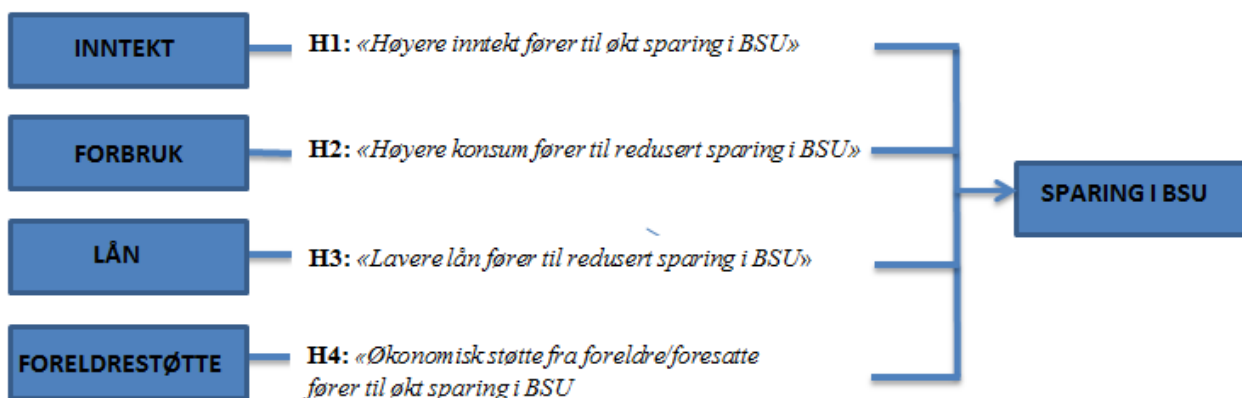 INNTEKT
H1: «Høyere inntekt fører til økt sparing i BSU»
FORBRUK
H2: «Høyere konsum fører til redusert sparing i BSU»
SPARING I BSU
LÅN
H3: «Lavere lån fører til redusert sparing i BSU»
FORELDRESTØTTE
H4: «Økonomisk støtte fra foreldre/foresatte
fører til økt sparing i BSU